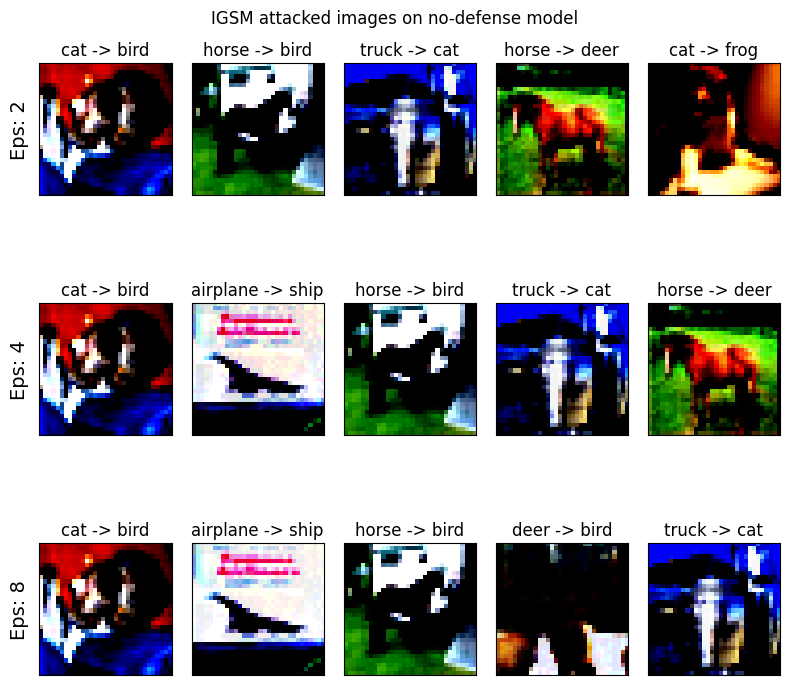 IGSM attacked images on no-defense model
cat -> bird
horse -> bird
truck -> cat
horse -> deer
cat -> frog
Eps: 2
cat -> bird
airplane -> ship
horse -> bird
truck -> cat
horse -> deer
Eps: 4
cat -> bird
airplane -> ship
horse -> bird
deer -> bird
truck -> cat
Eps: 8